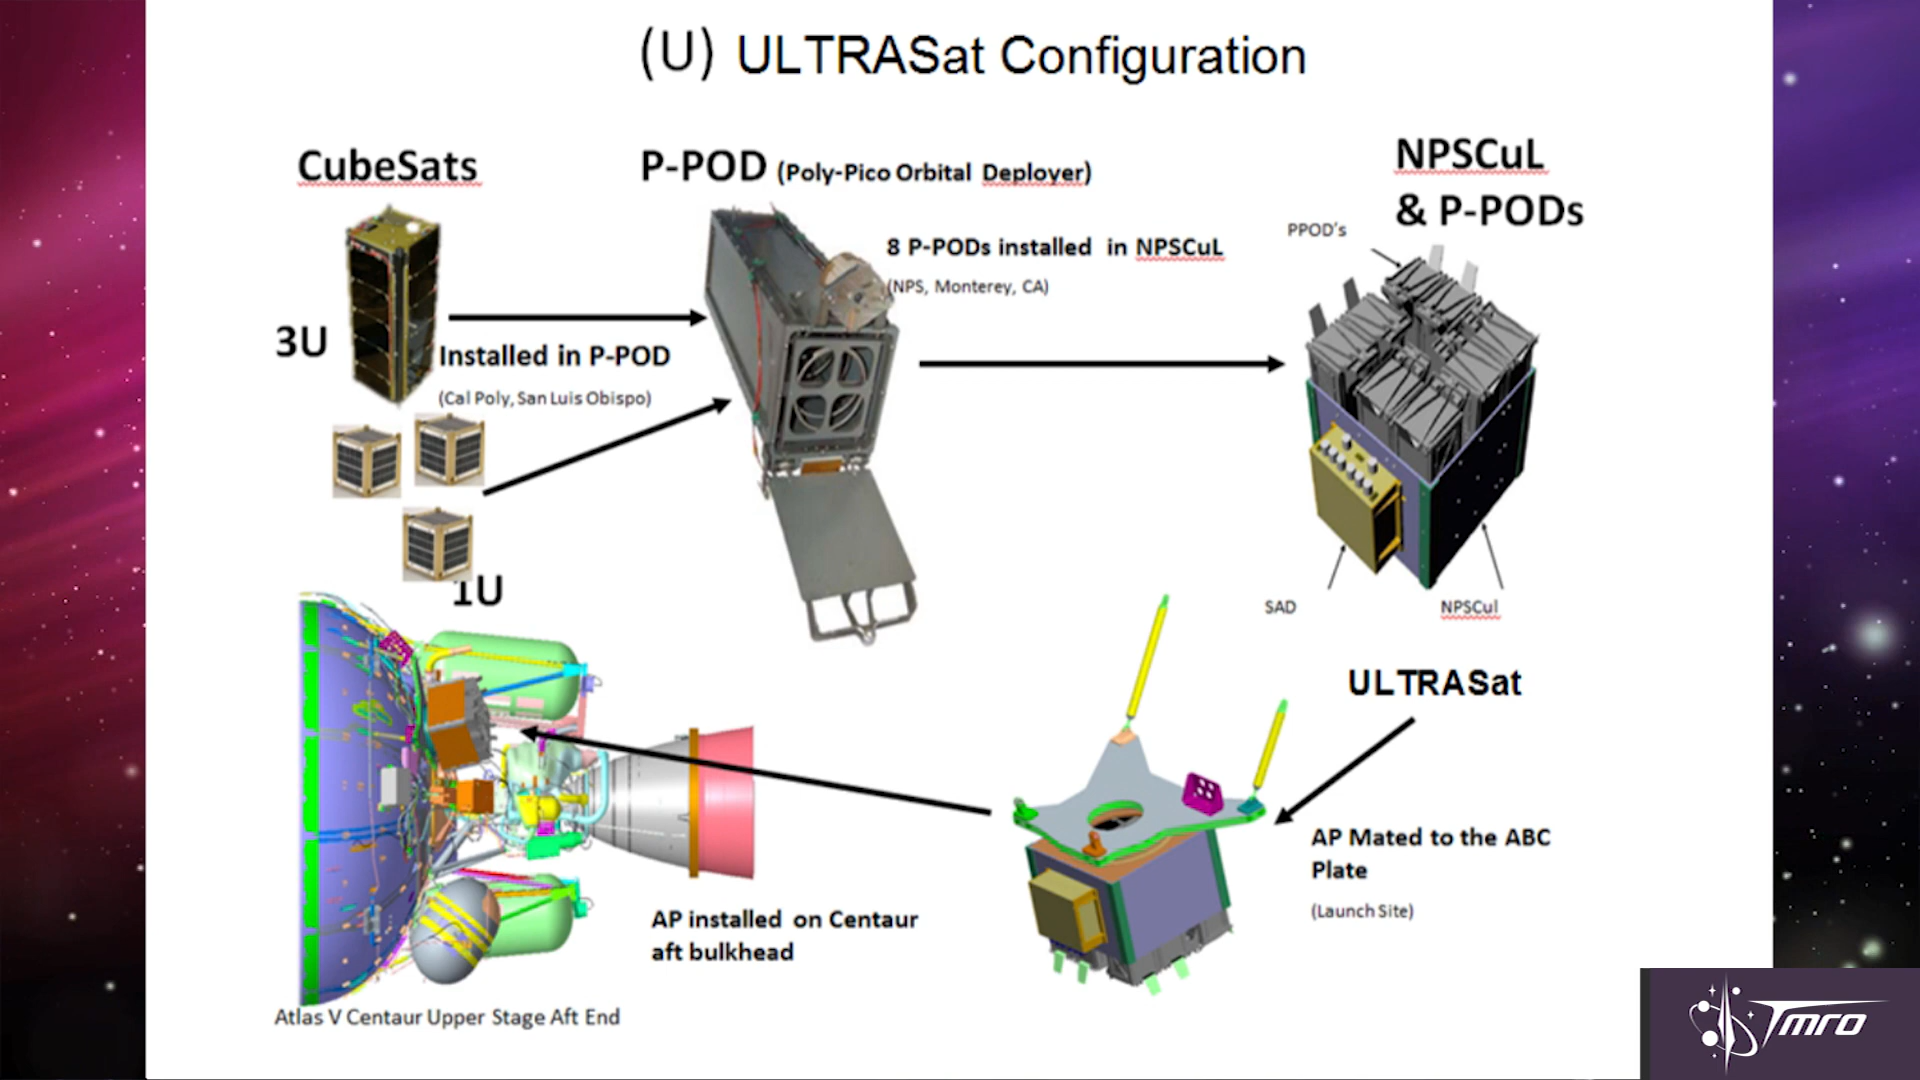 (U) ULTRASat Configuration
CubeSats
P-POD (Poly-Pico Orbital Deployer)
NPSCuL
& P-PODs
PPOD's
8 P-PODs installed in NPSCuL
(NPS, Monterey, CA)
3U
Installed in P-POD
(Cal Poly, San Luis Obispo)
1U
SAD
NPSCul
ULTRASat
AP Mated to the ABC
Plate
(Launch Site)
AP installed on Centaur
aft bulkhead
Atlas V Centaur Upper Stage Aft End
Tmro